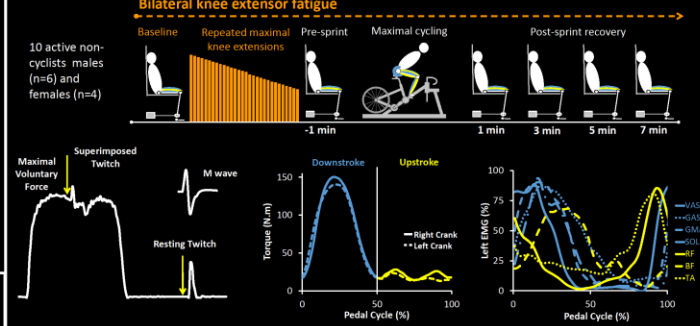 Bilateral knee extensor fatigue
Baseline
Repeated maximal
knee extensions
Pre-sprint
Maximal cycling
Post-sprint recovery
10 active non-
cyclists males
(n=6) and
females (n=4)
-1 min
1 min
3 min
5 min
7 min
Maximal
Voluntary
Force
Superimposed
Twitch
M wave
Resting Twitch
Downstroke
Upstroke
Torque (N.m)
150
100
50
0
Right Crank
Left Crank
0
50
100
Pedal Cycle (%)
Left EMG (%)
100
75
50
25
0
VAS
GAS
GMA
SOL
RF
BF
TA
0
50
100
Pedal Cycle (%)